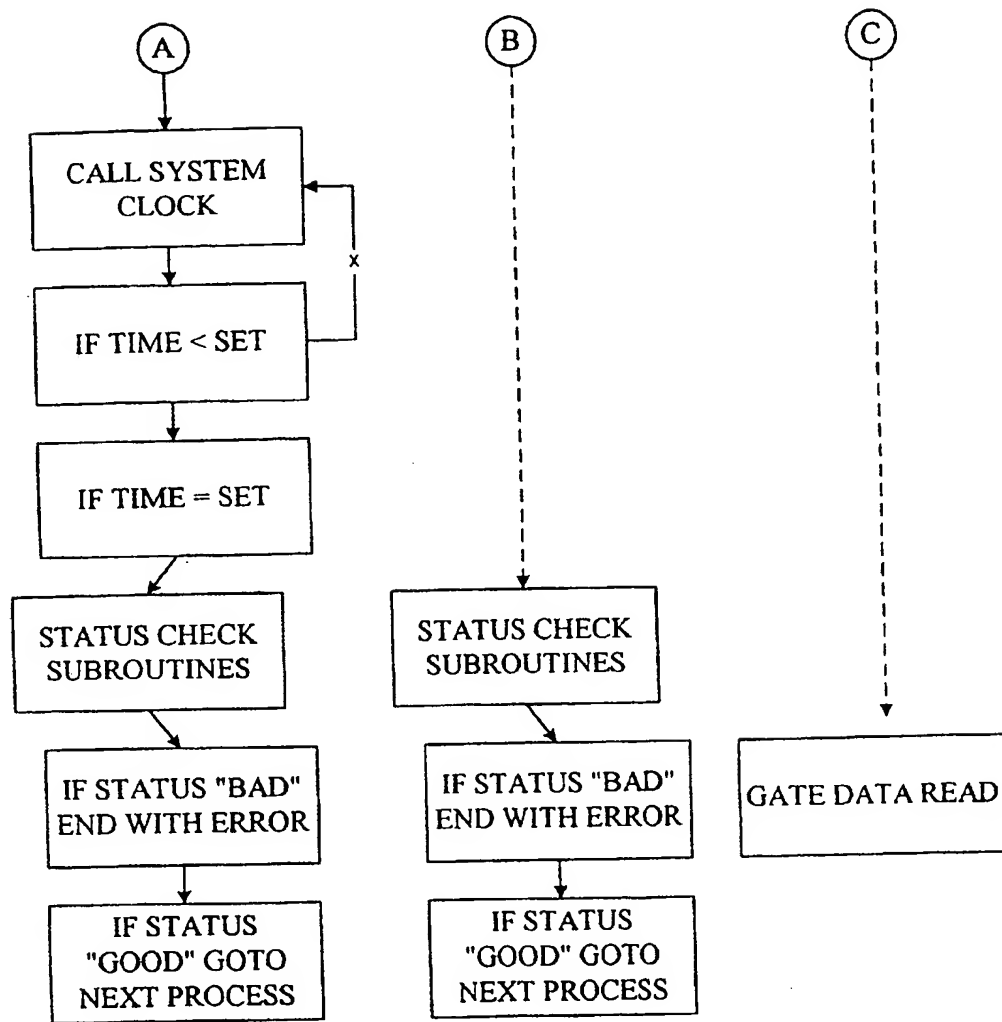 A
B
C
CALL SYSTEM
CLOCK
x
IF TIME < SET
IF TIME = SET
STATUS CHECK
SUBROUTINES
IF STATUS "BAD"
END WITH ERROR
IF STATUS
"GOOD" GOTO
NEXT PROCESS
STATUS CHECK
SUBROUTINES
IF STATUS "BAD"
END WITH ERROR
IF STATUS
"GOOD" GOTO
NEXT PROCESS
GATE DATA READ